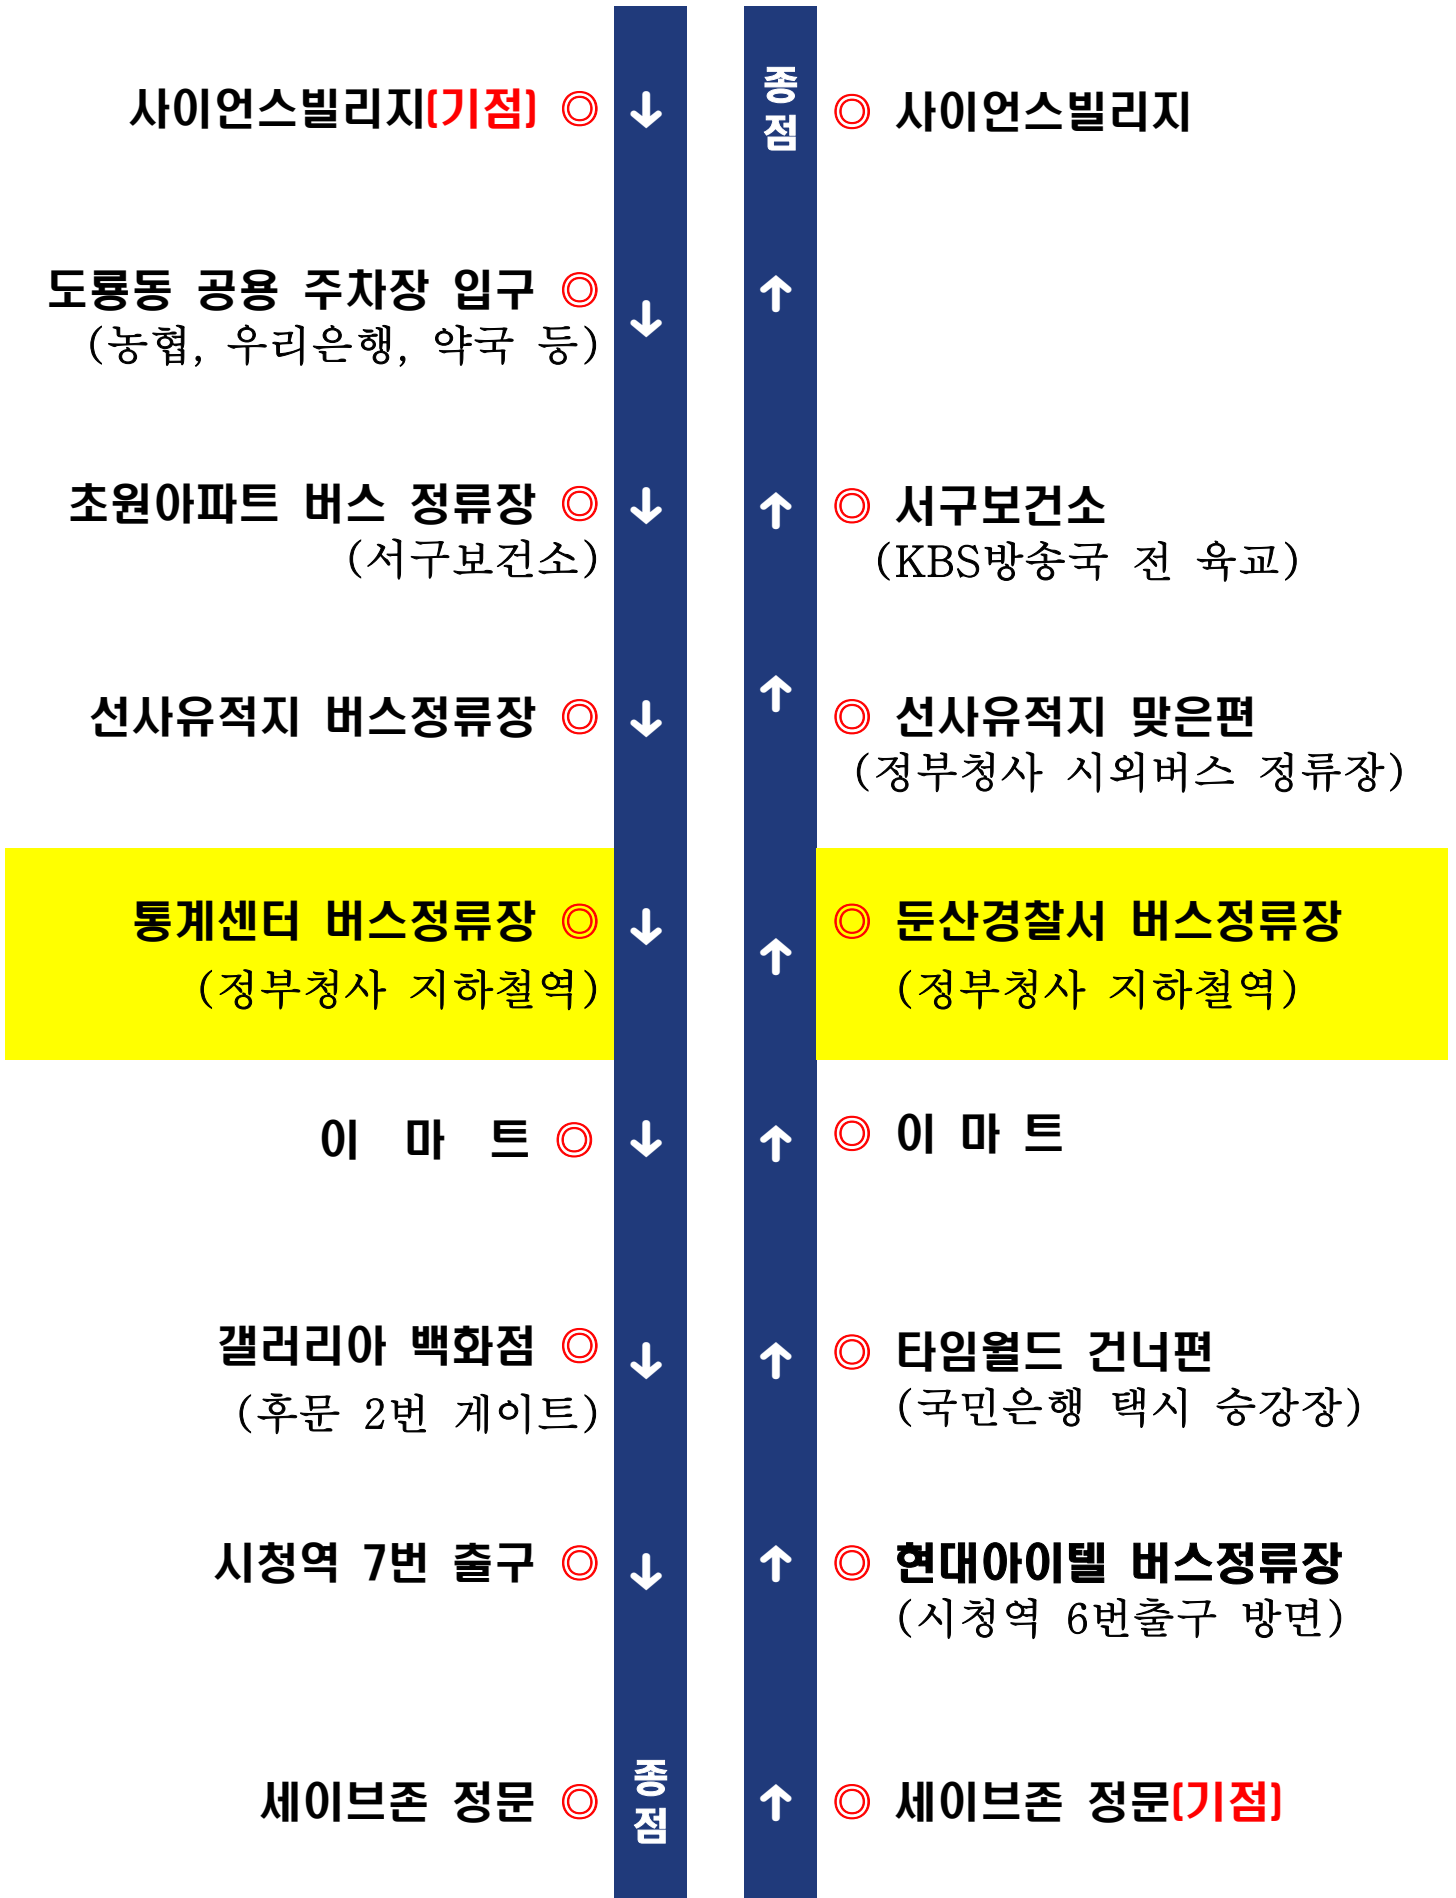 사이언스빌리지(기점) ◎
↓
도룡동 공용 주차장 입구 ◎
(농협, 우리은행, 약국 등)
↓
초원아파트 버스 정류장 ◎
(서구보건소)
↓
선사유적지 버스정류장 ◎
↓
통계센터 버스정류장 ◎
(정부청사 지하철역)
↓
이 마 트 ◎
↓
갤러리아 백화점 ◎
(후문 2번 게이트)
↓
시청역 7번 출구 ◎
↓
세이브존 정문 ◎
종점
종점
◎ 사이언스빌리지
↑
◎ 서구보건소
(KBS방송국 전 육교)
↑
◎ 선사유적지 맞은편
(정부청사 시외버스 정류장)
↑
◎ 둔산경찰서 버스정류장
(정부청사 지하철역)
↑
◎ 이 마 트
↑
◎ 타임월드 건너편
(국민은행 택시 승강장)
↑
◎ 현대아이텔 버스정류장
(시청역 6번출구 방면)
↑
◎ 세이브존 정문(기점)
↑